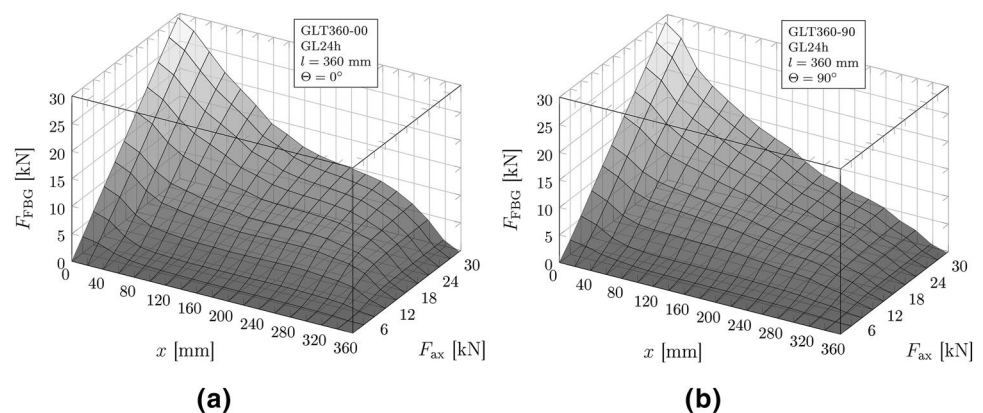 GLT360-00
GL24h
l = 360 mm
Θ = 0°
30
25
20
15
10
5
0
F_FBG [kN]
0
40
80
120
160
200
240
280
320
360
x [mm]
6
12
18
24
30
F_ax [kN]
(a)
GLT360-90
GL24h
l = 360 mm
Θ = 90°
30
25
20
15
10
5
0
F_FBG [kN]
0
40
80
120
160
200
240
280
320
360
x [mm]
6
12
18
24
30
F_ax [kN]
(b)